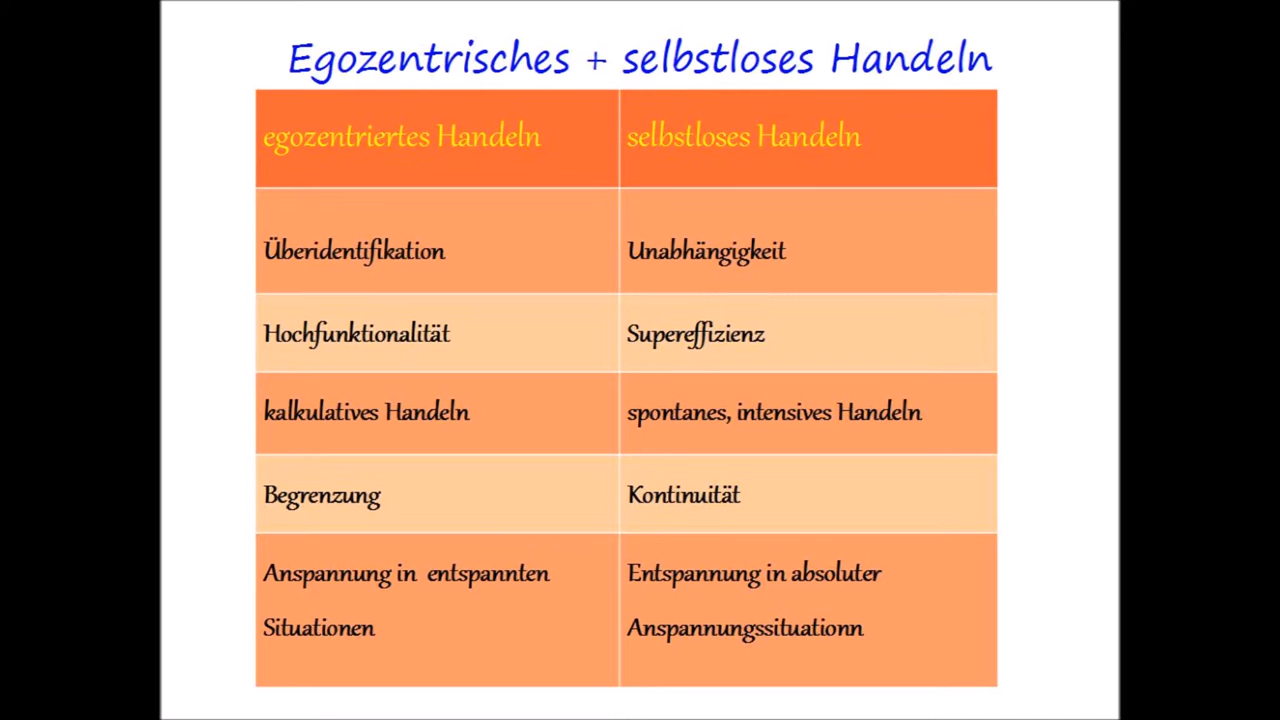 Egozentrisches + selbstloses Handeln
egozentriertes Handeln
selbstloses Handeln
Überidentifikation
Unabhängigkeit
Hochfunktionalität
Supereffizienz
kalkulatives Handeln
spontanes, intensives Handeln
Begrenzung
Kontinuität
Anspannung in entspannten
Situationen
Entspannung in absoluter
Anspannungssituationn